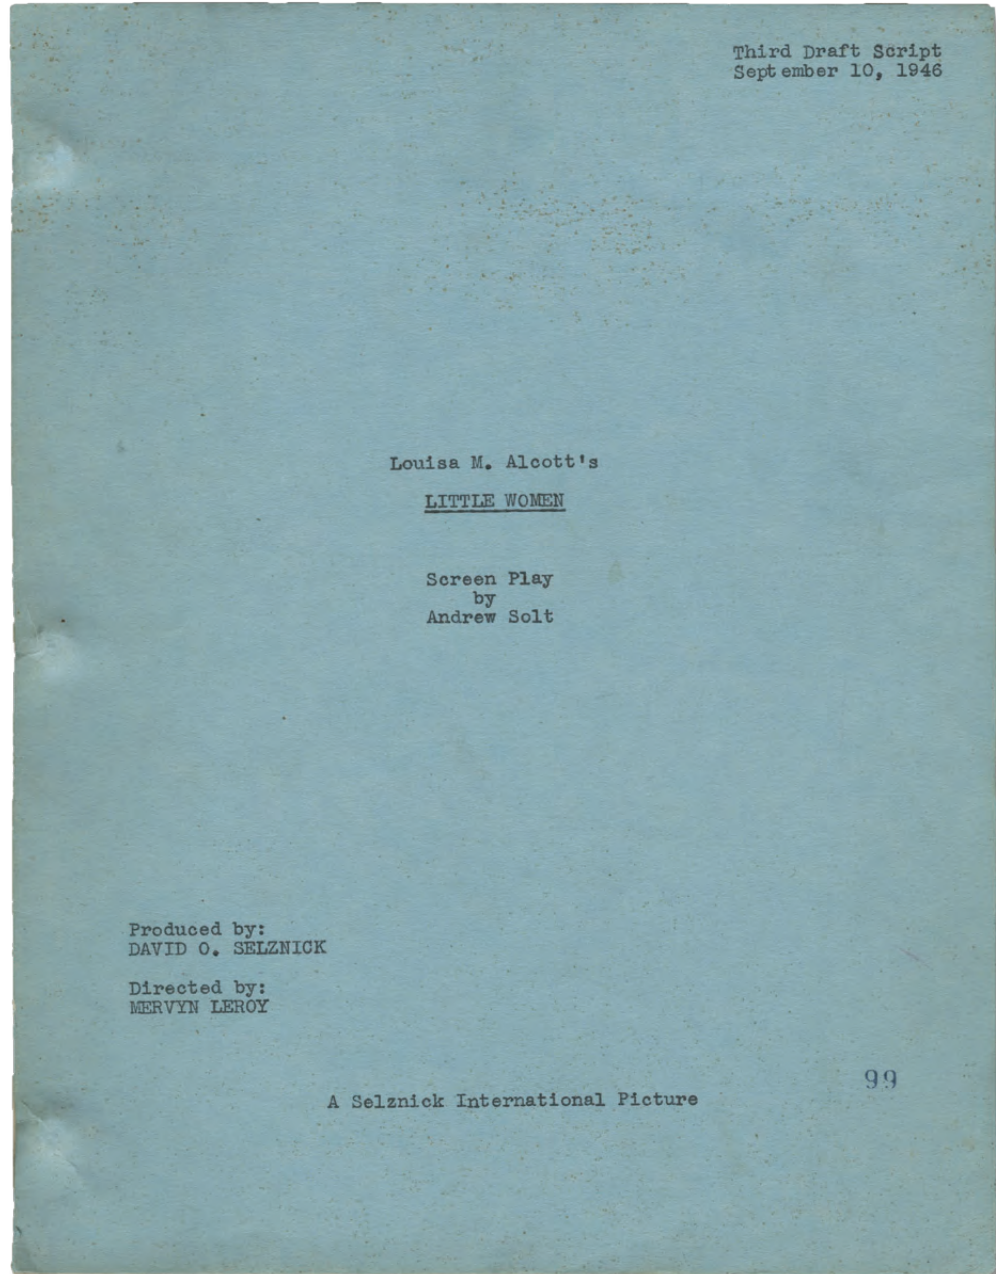 Third Draft Script
September 10, 1946
Louisa M. Alcott's
LITTLE WOMEN
Screen Play
by
Andrew Solt
Produced by:
DAVID O. SELZNICK
Directed by:
MERVYN LEROY
99
A Selznick International Picture